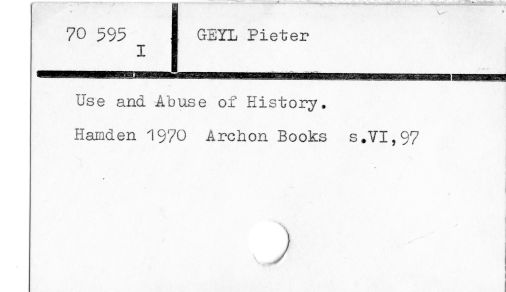 70 595
I
GEYL Pieter
Use and Abuse of History.
Hamden 1970 Archon Books s.VI,97